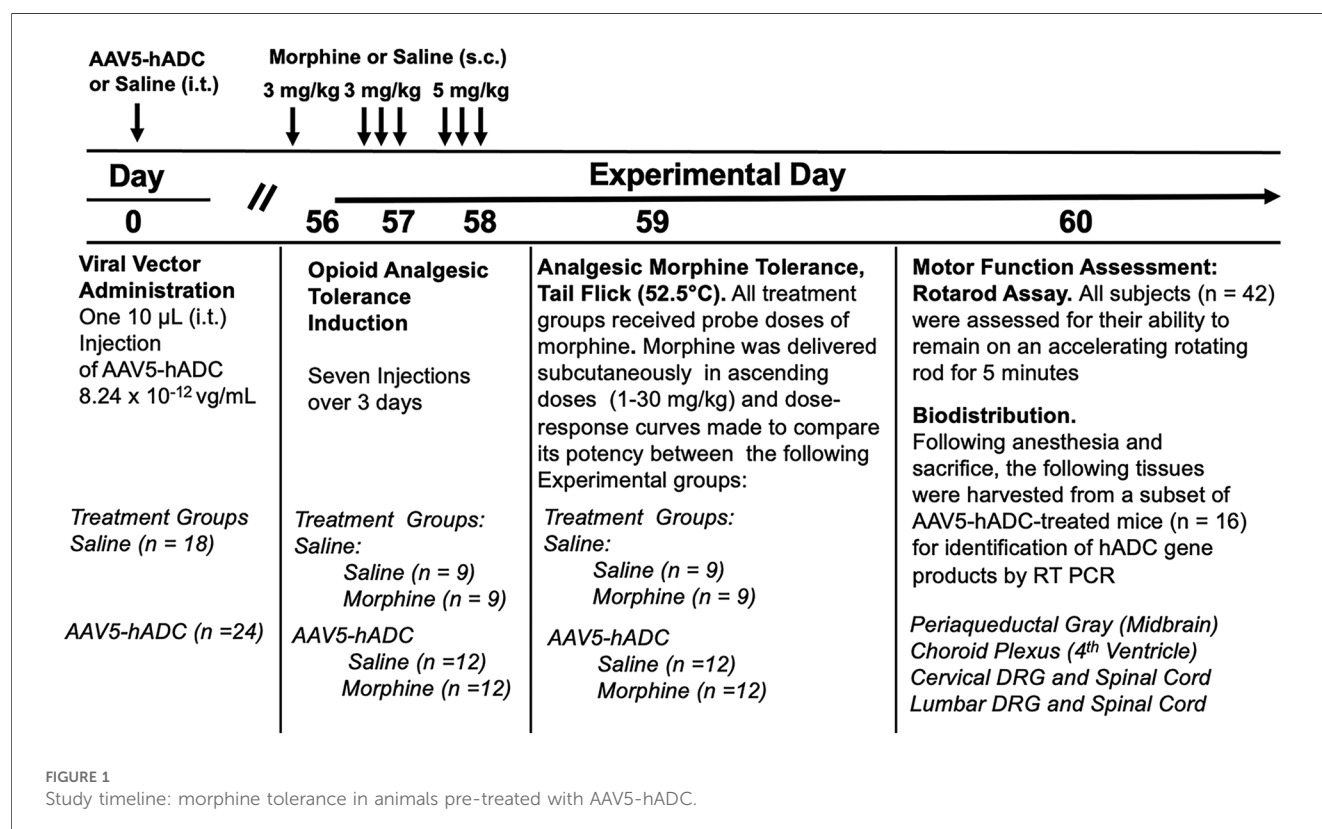 AAV5-hADC
or Saline (i.t.)
Morphine or Saline (s.c.)
3 mg/kg 3 mg/kg 5 mg/kg
Day
Experimental Day
0
56 57 58
59
60
Viral Vector
Administration
One 10 µL (i.t.)
Injection
of AAV5-hADC
8.24 x 10-12 vg/mL
Treatment Groups
Saline (n = 18)
AAV5-hADC (n =24)
Opioid Analgesic
Tolerance
Induction
Seven Injections
over 3 days
Treatment Groups:
Saline:
Saline (n = 9)
Morphine (n = 9)
AAV5-hADC
Saline (n =12)
Morphine (n =12)
Analgesic Morphine Tolerance,
Tail Flick (52.5°C). All treatment
groups received probe doses of
morphine. Morphine was delivered
subcutaneously in ascending
doses (1-30 mg/kg) and dose-
response curves made to compare
its potency between the following
Experimental groups:
Treatment Groups:
Saline:
Saline (n = 9)
Morphine (n = 9)
AAV5-hADC
Saline (n =12)
Morphine (n =12)
Motor Function Assessment:
Rotarod Assay. All subjects (n = 42)
were assessed for their ability to
remain on an accelerating rotating
rod for 5 minutes
Biodistribution.
Following anesthesia and
sacrifice, the following tissues
were harvested from a subset of
AAV5-hADC-treated mice (n = 16)
for identification of hADC gene
products by RT PCR
Periaqueductal Gray (Midbrain)
Choroid Plexus (4th Ventricle)
Cervical DRG and Spinal Cord
Lumbar DRG and Spinal Cord
FIGURE 1
Study timeline: morphine tolerance in animals pre-treated with AAV5-hADC.